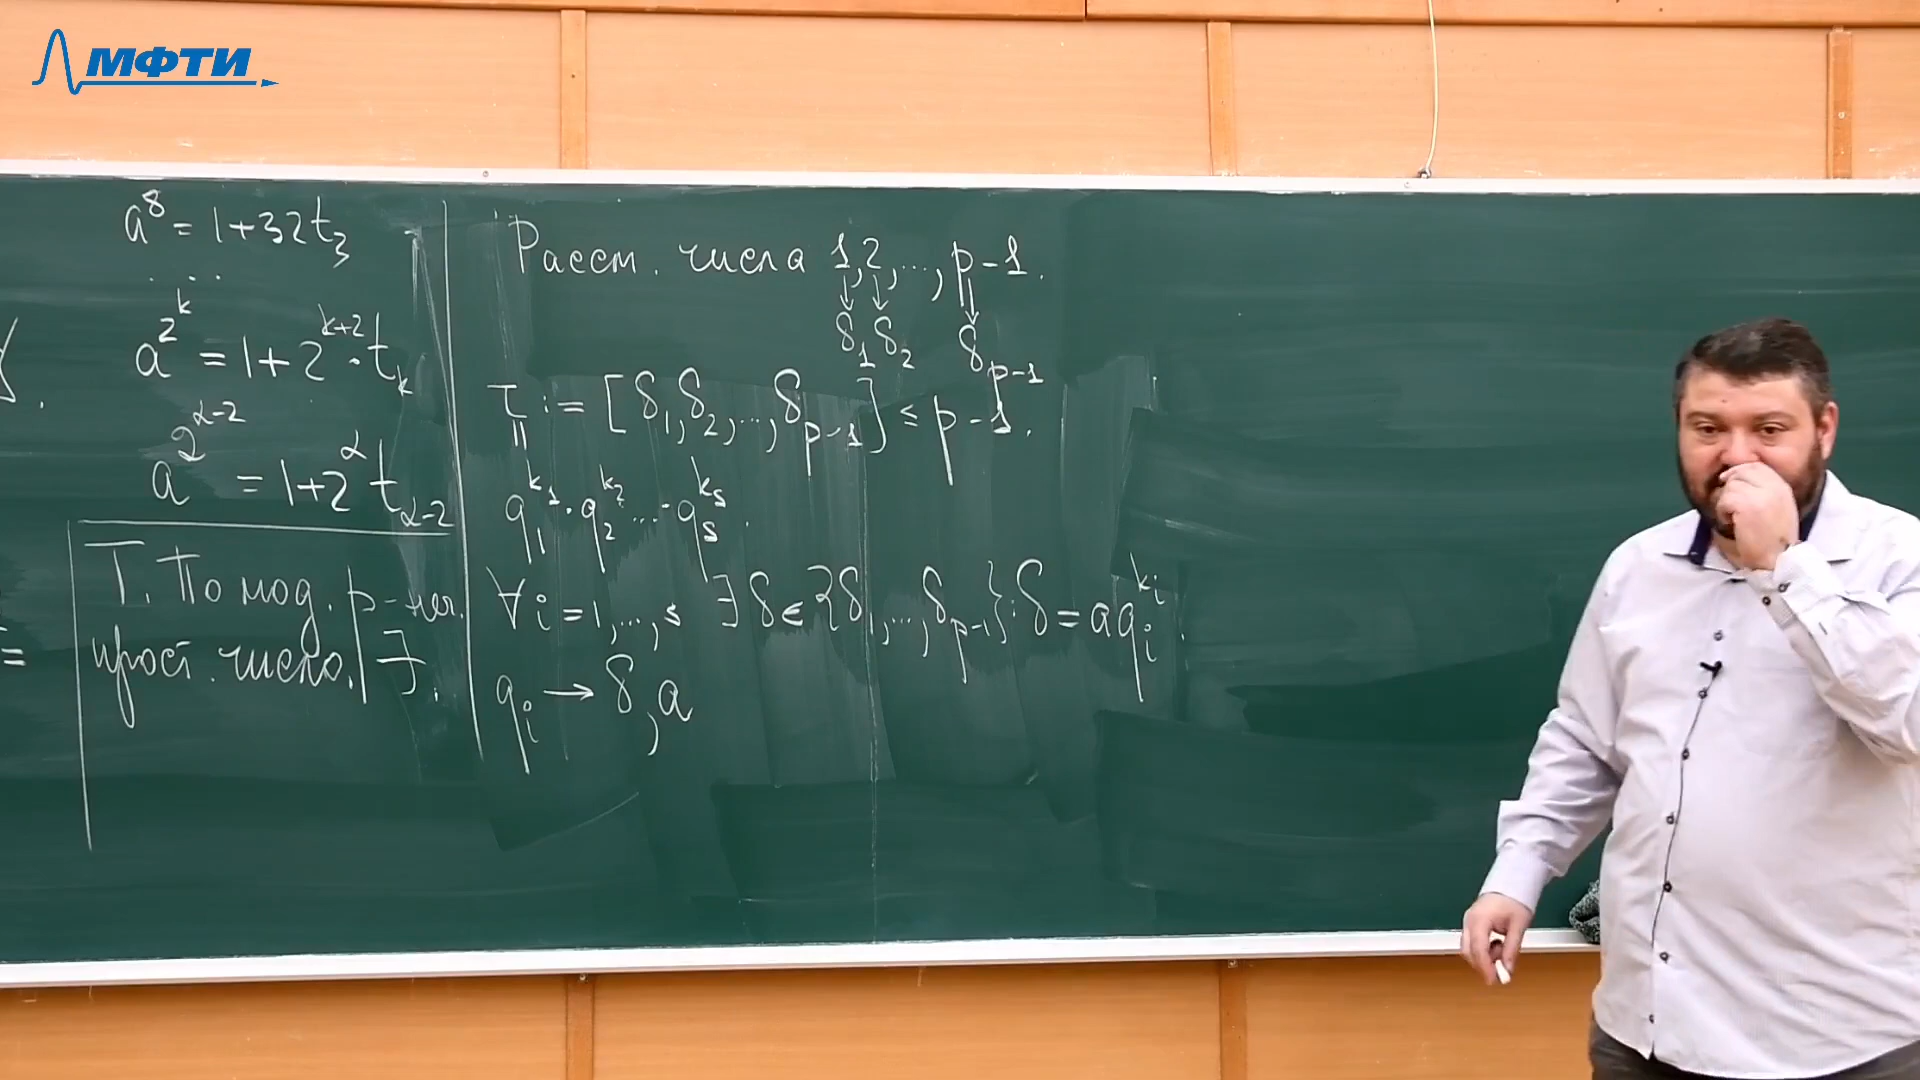 МФТИ
a^8 = 1+32t_3
. . .
a^{2^k} = 1+2^{k+2}·t_k
a^{2^{α-2}} = 1+2^α t_{α-2}
Т. По мод. p-неч.
прост. число. ∃.
Рассм. числа 1,2,...,p-1.
↓ ↓ ↓
δ_1 δ_2 δ_{p-1}
τ := [δ_1,δ_2,...,δ_{p-1}] ≤ p-1.
||
q_1^{k_1}·q_2^{k_2}·...·q_s^{k_s}.
∀i=1,...,s ∃δ∈{δ_1,...,δ_{p-1}}: δ=aq_i^{k_i}.
q_i → δ, a